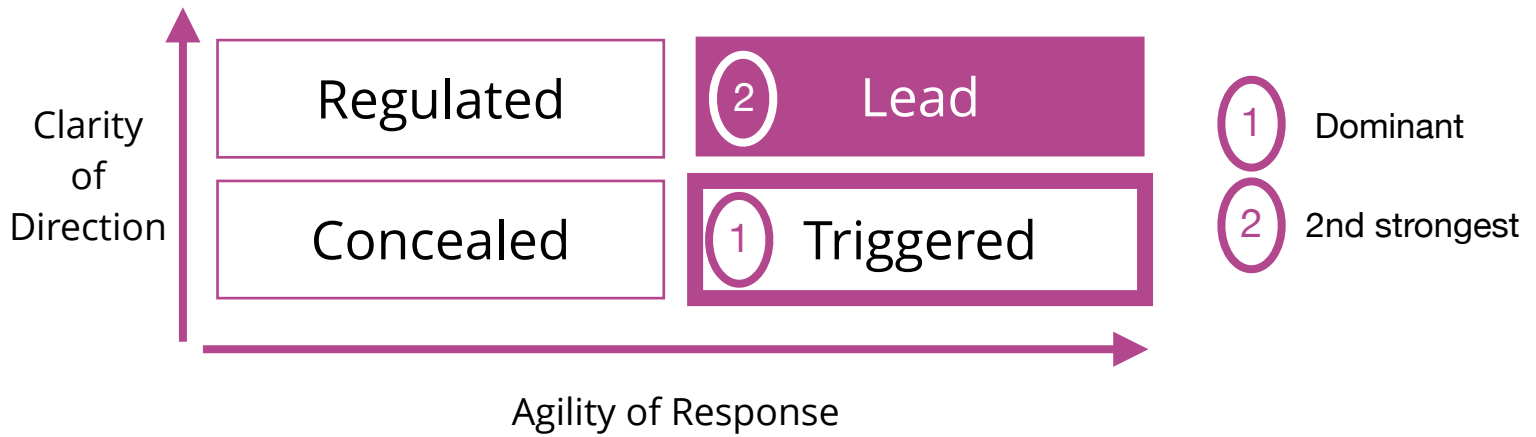 Clarity
of
Direction
Regulated
2 Lead
Concealed
1 Triggered
Agility of Response
1 Dominant
2 2nd strongest